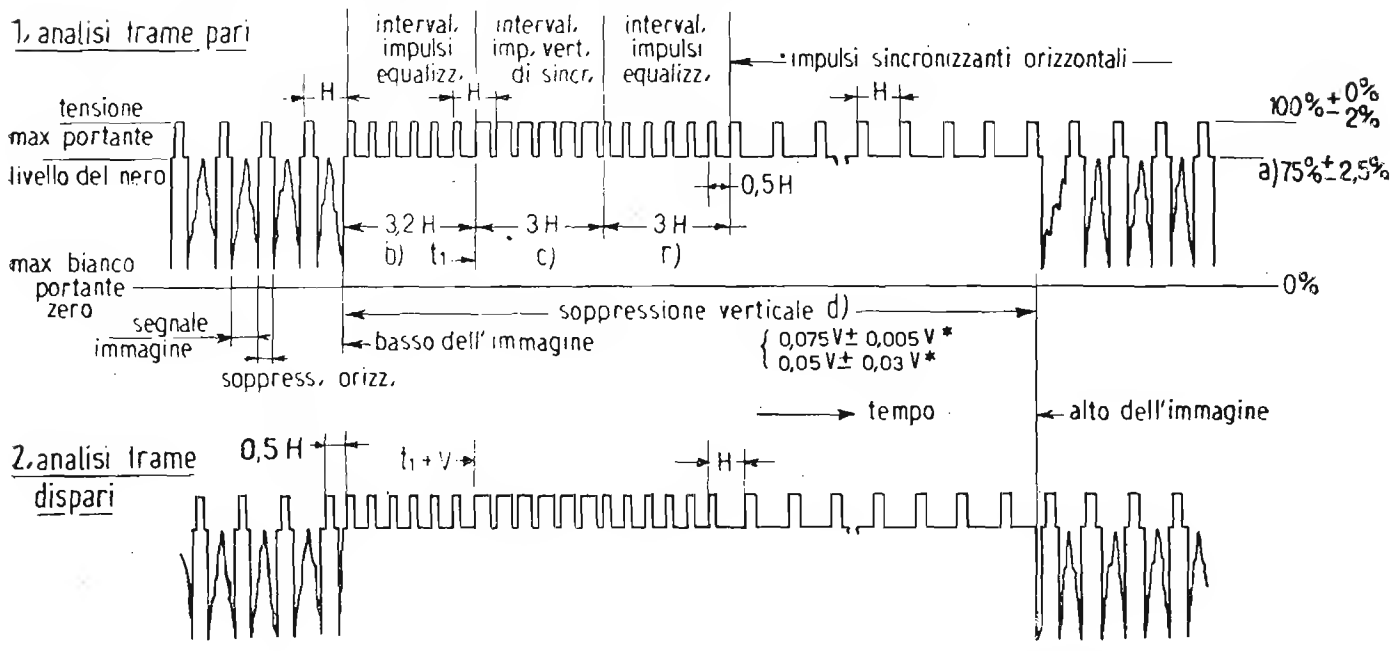 1. analisi trame pari
interval.
impulsi
equalizz.
interval.
imp. vert.
di sincr.
interval.
impulsi
equalizz.
impulsi sincronizzanti orizzontali
H
H
H
tensione
max portante
livello del nero
100% ± 0%
2%
a) 75% ± 2,5%
0,5 H
3,2 H
3 H
3 H
b)
t₁
c)
r)
max bianco
portante
zero
0%
segnale
immagine
soppress. orizz.
basso dell'immagine
soppressione verticale d)
{ 0,075 V ± 0,005 V *
0,05 V ± 0,03 V *
tempo
alto dell'immagine
2. analisi trame
dispari
0,5 H
t₁ + V
H